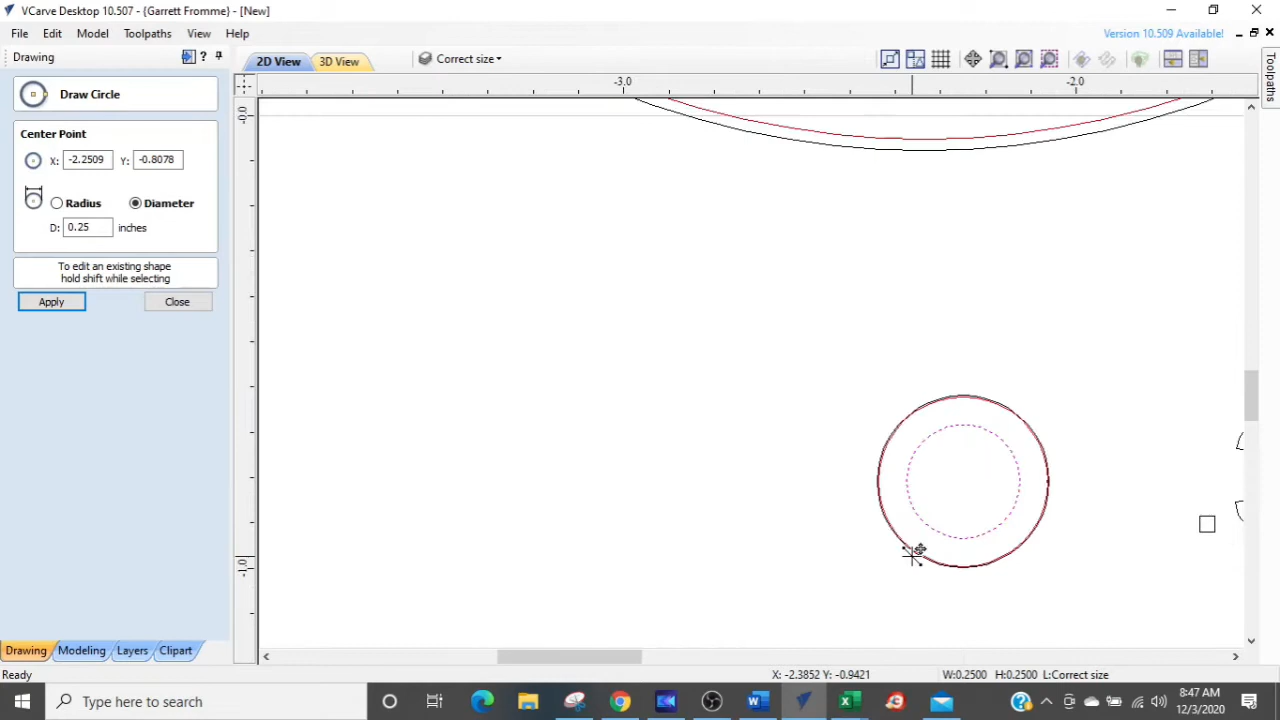 VCarve Desktop 10.507 - {Garrett Fromme} - [New]
File Edit Model Toolpaths View Help
Version 10.509 Available!
Drawing ?
2D View 3D View Correct size
Toolpaths
Draw Circle
-3.0 -2.0
Center Point
X: -2.2509 Y: -0.8078
Radius Diameter
D: 0.25 inches
To edit an existing shape
hold shift while selecting
Apply Close
Drawing Modeling Layers Clipart
Ready X: -2.3852 Y: -0.9421 W:0.2500 H:0.2500 L:Correct size
Type here to search
8:47 AM
12/3/2020